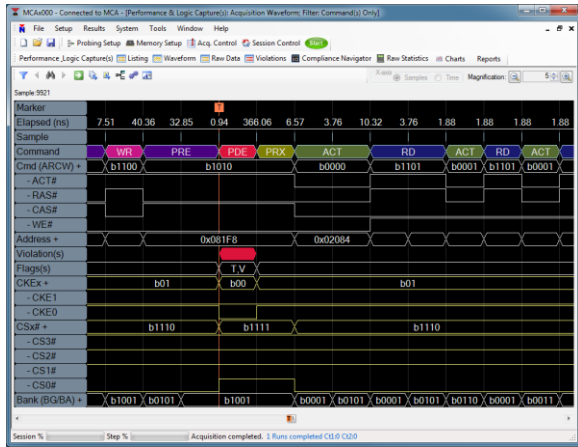 MCAx000 - Connected to MCA - [Performance & Logic Capture(s): Acquisition Waveform; Filter: Command(s) Only]
File Setup Results System Tools Window Help
Probing Setup Memory Setup Acq. Control Session Control Start
Performance ,Logic Capture(s) Listing Waveform Raw Data Violations Compliance Navigator Raw Statistics Charts Reports
X-axis Samples Time Magnification: 5
Sample:9921
Marker T
Elapsed (ns) 7.51 40.36 32.85 0.94 366.06 6.57 3.76 10.32 3.76 1.88 1.88 1.88 1.88
Sample
Command WR PRE PDE PRX ACT RD ACT RD ACT
Cmd (ARCW) + b1100 b1010 b0000 b1101 b0001 b1101 b0001
- ACT#
- RAS#
- CAS#
- WE#
Address + 0x081F8 0x02084
Violation(s)
Flags(s) T,V
CKEx + b01 b00 b01
- CKE1
- CKE0
CSx# + b1110 b1111 b1110
- CS3#
- CS2#
- CS1#
- CS0#
Bank (BG/BA) + b1001 b0101 b1001 b0001 b0101 b0001 b0101 b0110 b0001 b0011
Session % Step % Acquisition completed. 1 Runs completed Ct1:0 Ct2:0